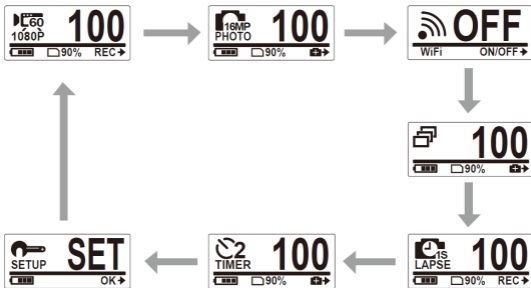 L60
1080P 100
90% REC
16MP
PHOTO 100
90%
OFF
WiFi ON/OFF
100
90%
1S
LAPSE 100
90% REC
2
TIMER 100
90%
SET
SETUP
OK